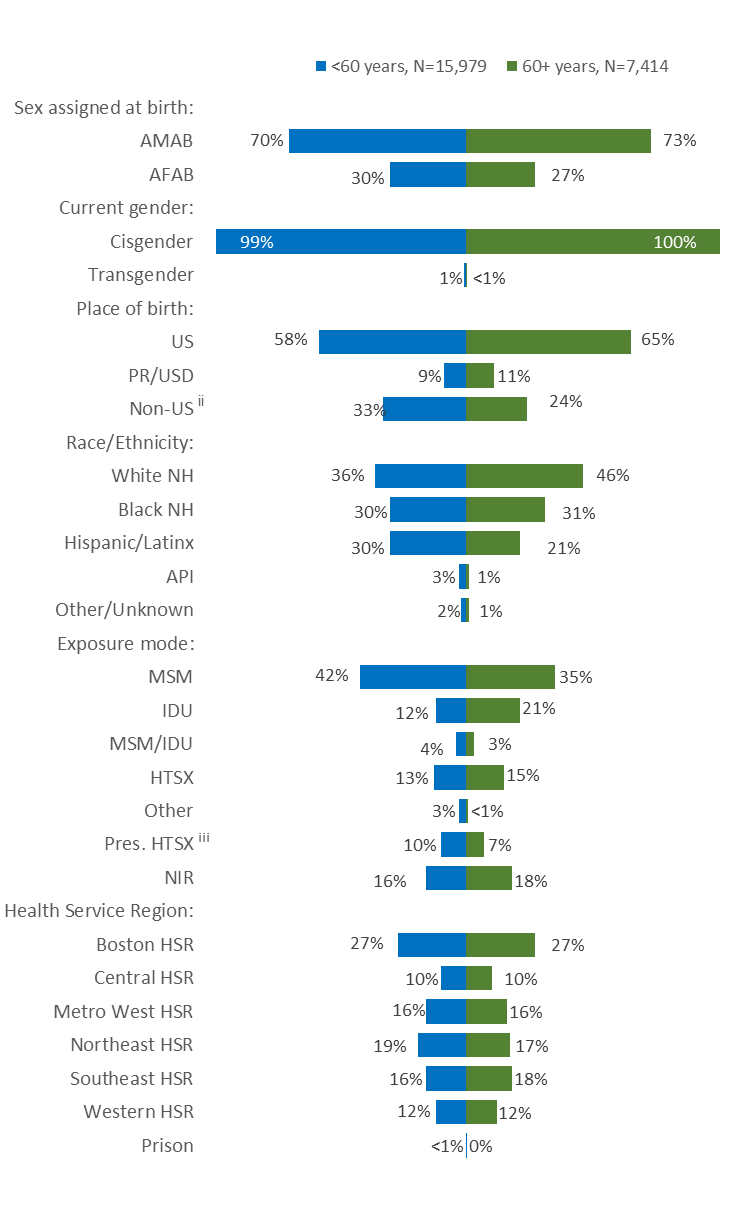 <60 years, N=15,979 60+ years, N=7,414
Sex assigned at birth:
AMAB 70% 73%
AFAB 30% 27%
Current gender:
Cisgender 99% 100%
Transgender 1% <1%
Place of birth:
US 58% 65%
PR/USD 9% 11%
Non-US ii 33% 24%
Race/Ethnicity:
White NH 36% 46%
Black NH 30% 31%
Hispanic/Latinx 30% 21%
API 3% 1%
Other/Unknown 2% 1%
Exposure mode:
MSM 42% 35%
IDU 12% 21%
MSM/IDU 4% 3%
HTSX 13% 15%
Other 3% <1%
Pres. HTSX iii 10% 7%
NIR 16% 18%
Health Service Region:
Boston HSR 27% 27%
Central HSR 10% 10%
Metro West HSR 16% 16%
Northeast HSR 19% 17%
Southeast HSR 16% 18%
Western HSR 12% 12%
Prison <1% 0%